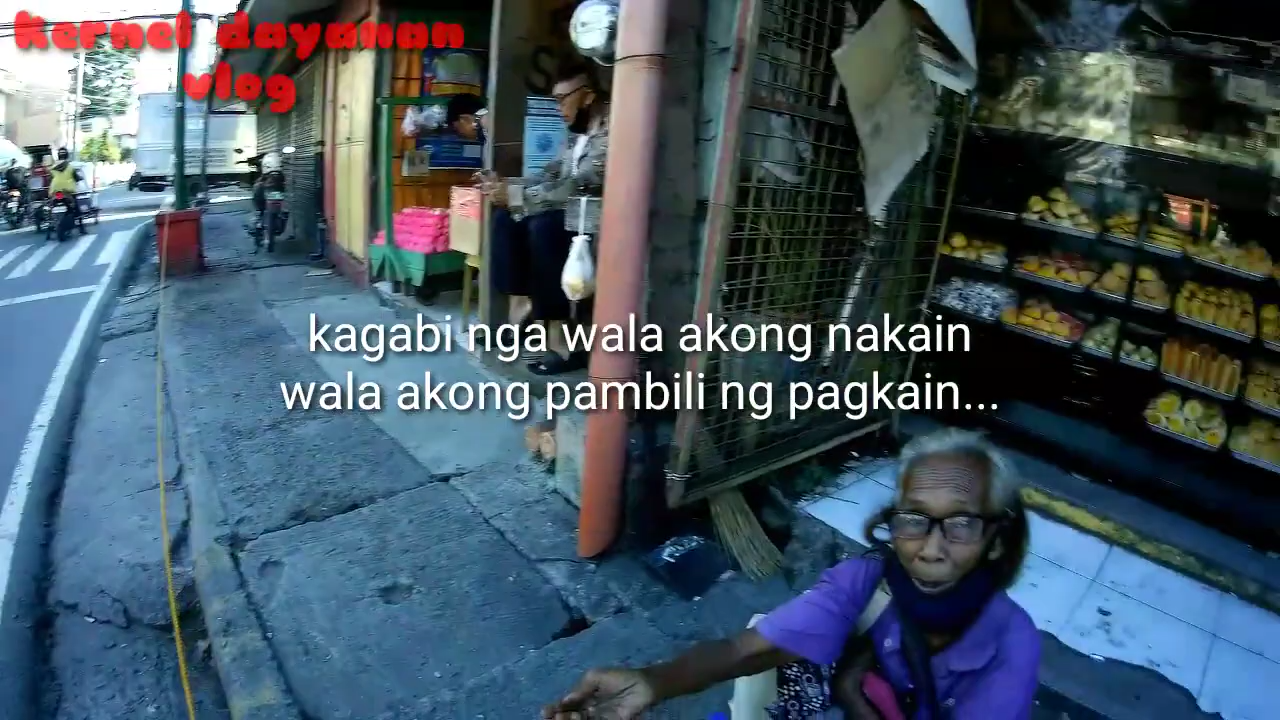 kernel dayanan
vlog
kagabi nga wala akong nakain
wala akong pambili ng pagkain...